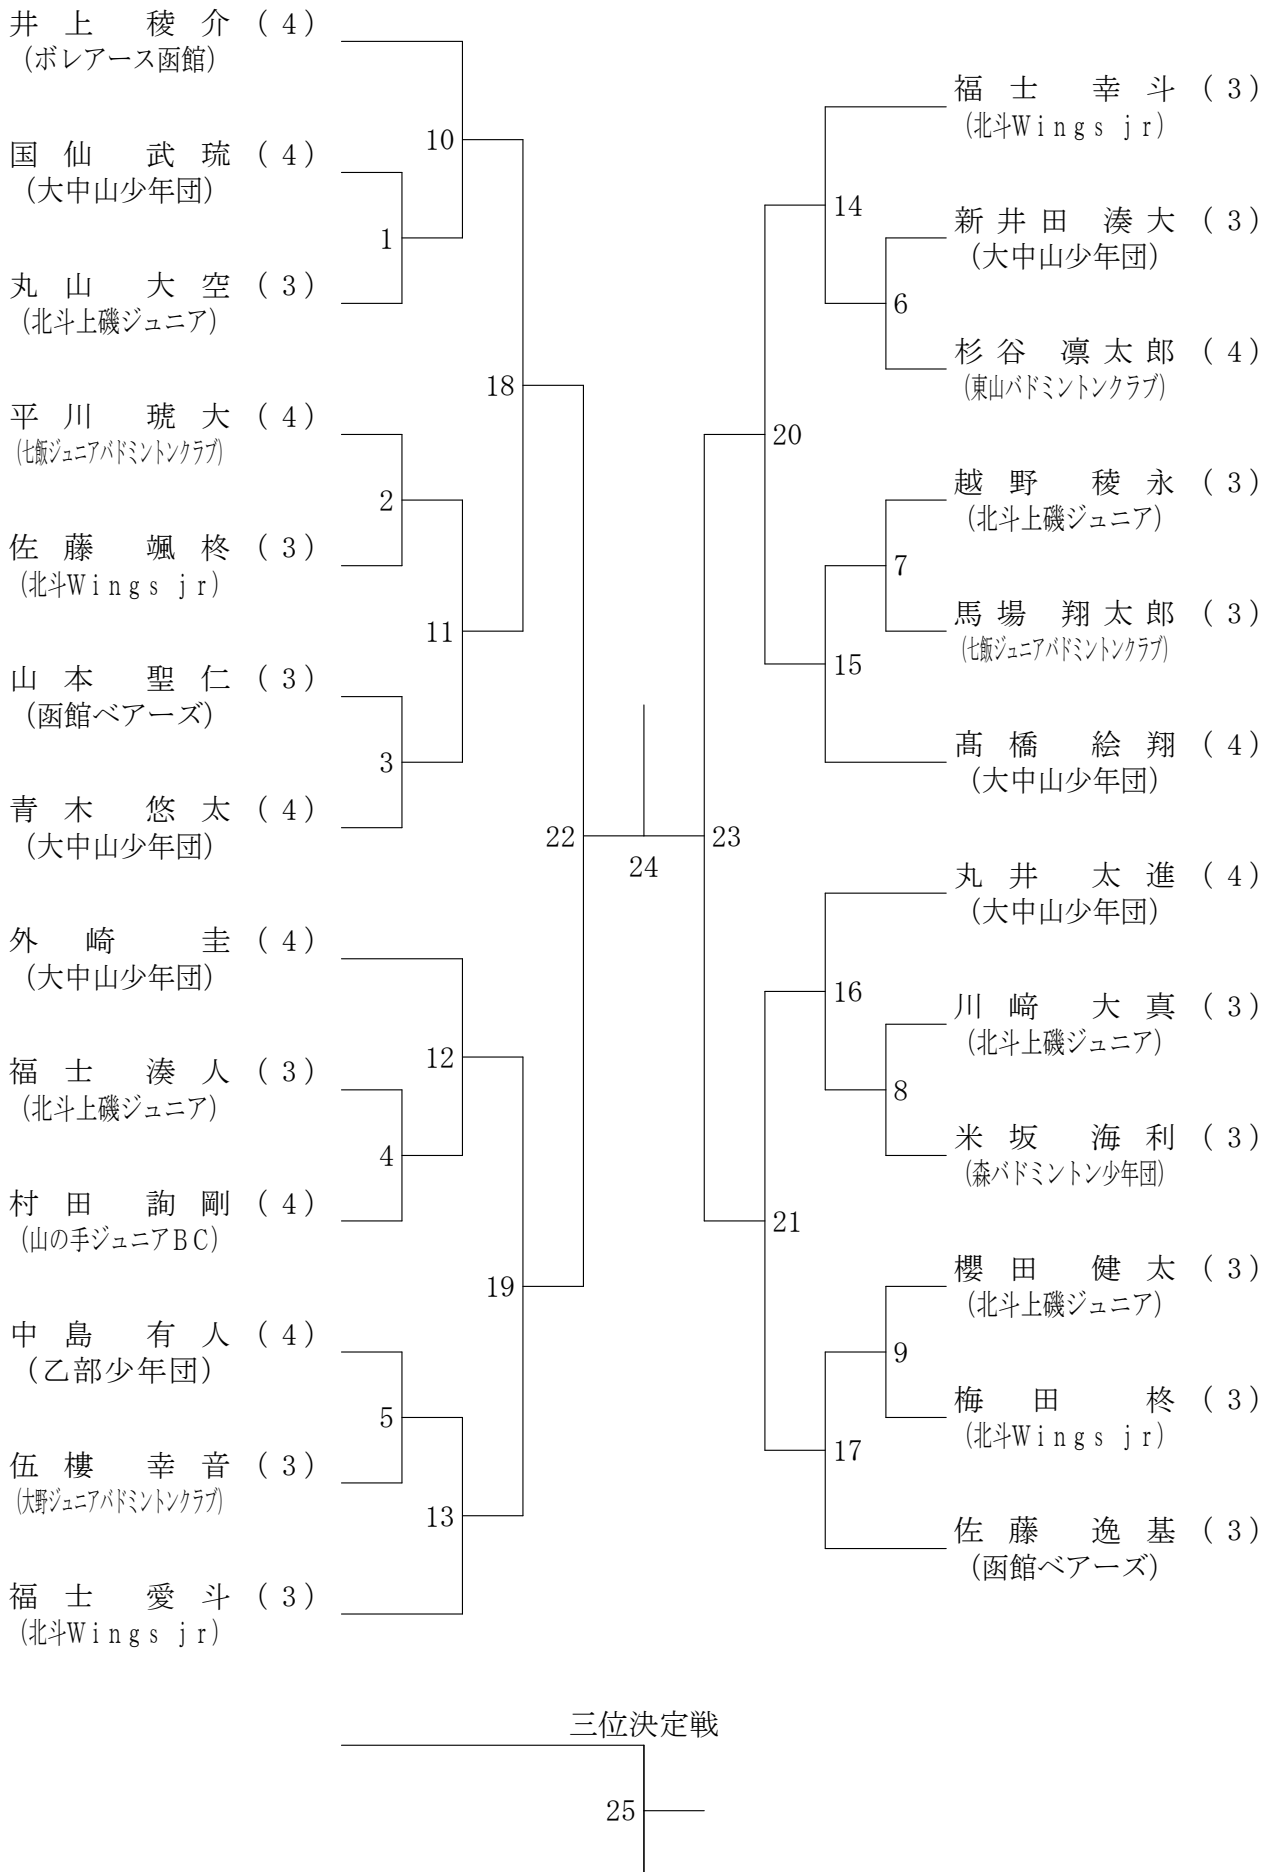 井上 稜介 (4)
(ボレアース函館)
10
国仙 武琉 (4)
(大中山少年団)
1
丸山 大空 (3)
(北斗上磯ジュニア)
18
平川 琥大 (4)
(七飯ジュニアバドミントンクラブ)
2
佐藤 颯柊 (3)
(北斗Wings jr)
11
山本 聖仁 (3)
(函館ベアーズ)
3
青木 悠太 (4)
(大中山少年団)
22
外崎 圭 (4)
(大中山少年団)
12
福士 湊人 (3)
(北斗上磯ジュニア)
4
村田 詢剛 (4)
(山の手ジュニアBC)
19
中島 有人 (4)
(乙部少年団)
5
伍樓 幸音 (3)
(大野ジュニアバドミントンクラブ)
13
福士 愛斗 (3)
(北斗Wings jr)
24
福士 幸斗 (3)
(北斗Wings jr)
14
新井田 湊大 (3)
(大中山少年団)
6
杉谷 凛太郎 (4)
(東山バドミントンクラブ)
20
越野 稜永 (3)
(北斗上磯ジュニア)
7
馬場 翔太郎 (3)
(七飯ジュニアバドミントンクラブ)
15
髙橋 絵翔 (4)
(大中山少年団)
23
丸井 太進 (4)
(大中山少年団)
16
川﨑 大真 (3)
(北斗上磯ジュニア)
8
米坂 海利 (3)
(森バドミントン少年団)
21
櫻田 健太 (3)
(北斗上磯ジュニア)
9
梅田 柊 (3)
(北斗Wings jr)
17
佐藤 逸基 (3)
(函館ベアーズ)
三位決定戦
25